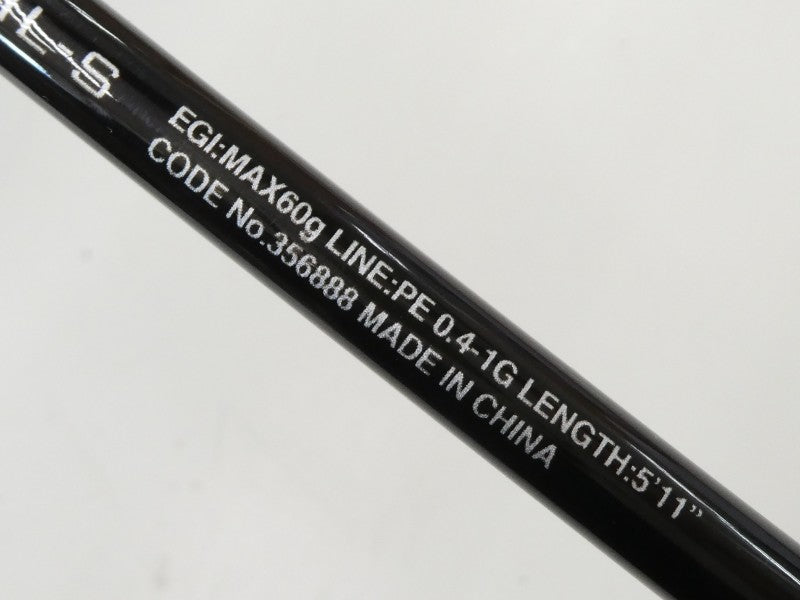 EGI:MAX60g LINE:PE 0.4-1G LENGTH:5'11"
CODE No.356888 MADE IN CHINA